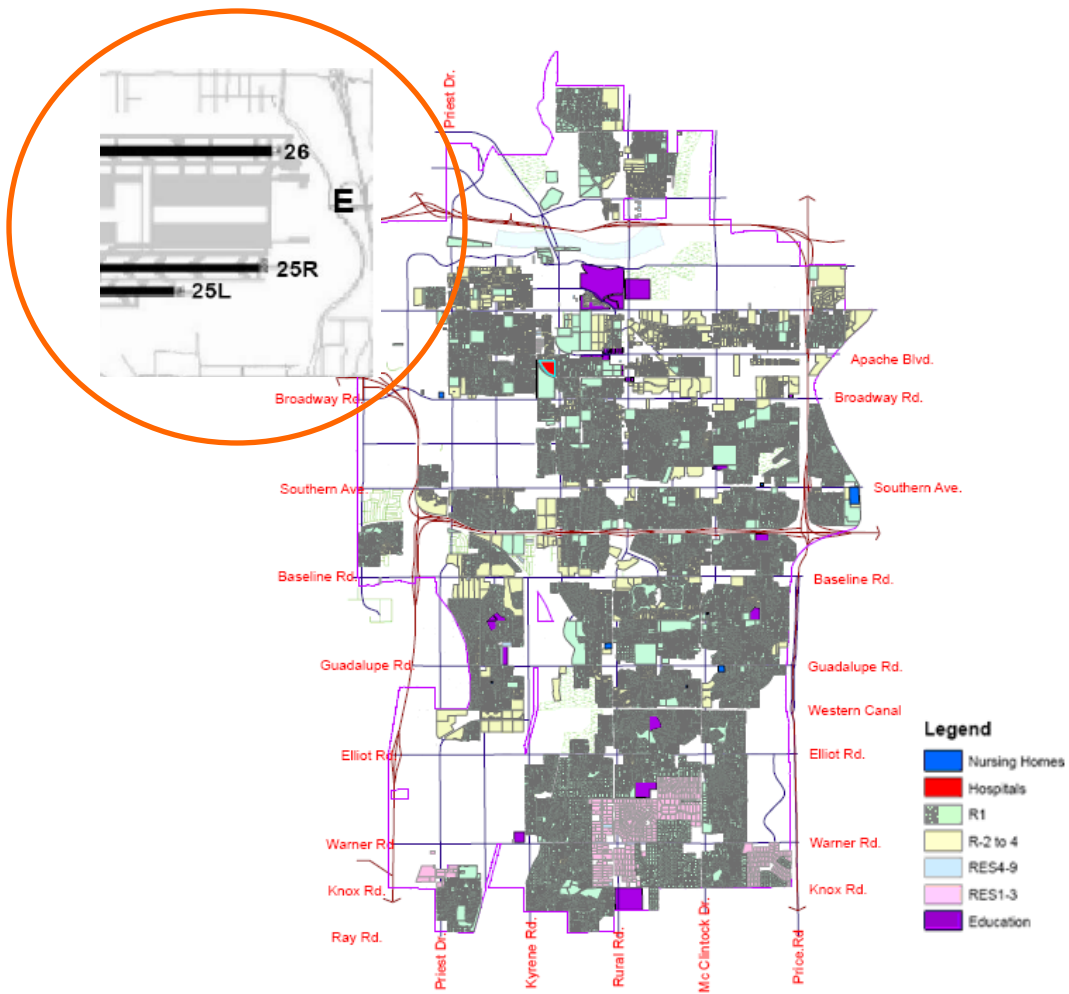 Priest Dr.
26
E
25R
25L
Apache Blvd.
Broadway Rd.
Broadway Rd.
Southern Ave.
Southern Ave.
Baseline Rd.
Baseline Rd.
Guadalupe Rd.
Guadalupe Rd.
Western Canal
Legend
Elliot Rd
Elliot Rd.
Nursing Homes
Hospitals
R1
R-2 to 4
Warner Rd
Warner Rd.
RES4-9
Knox Rd.
Knox Rd.
RES1-3
Education
Ray Rd.
Priest Dr.
Kyrene Rd.
Rural Rd.
Mc Clintock Dr.
Price.Rd